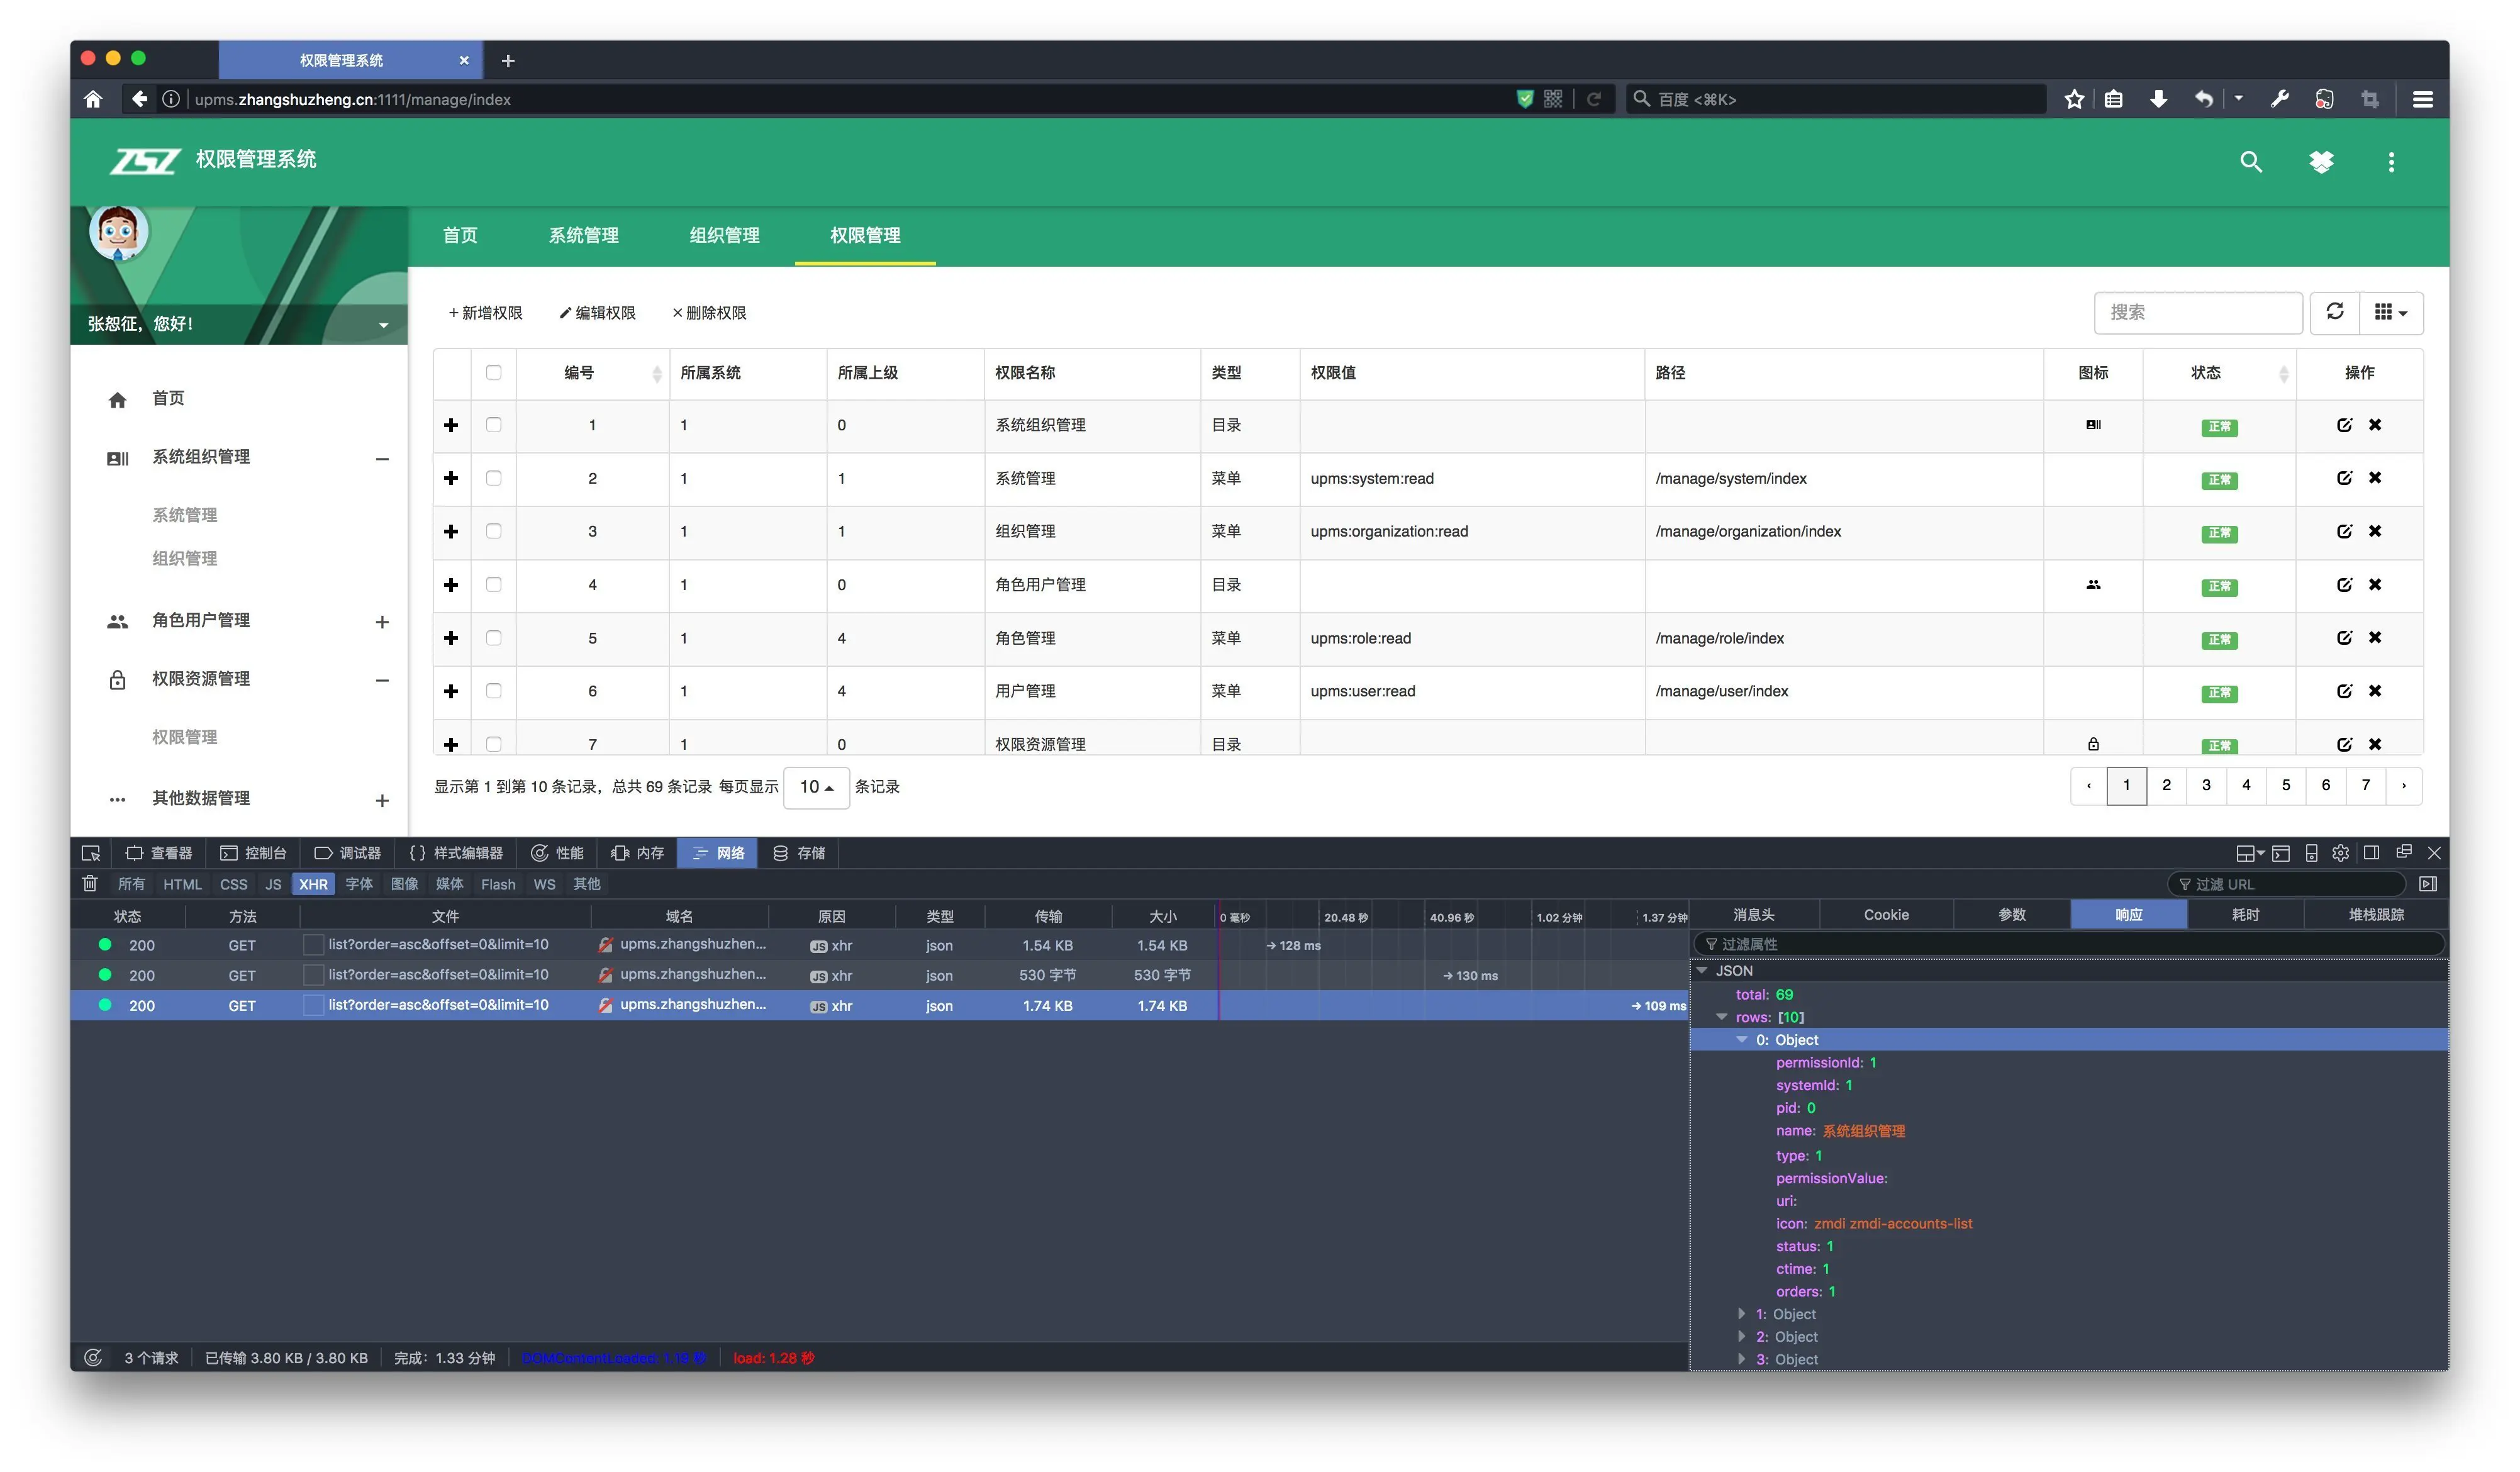 权限管理系统
upms.zhangshuzheng.cn:1111/manage/index
百度 <⌘K>
ZSZ 权限管理系统
首页 系统管理 组织管理 权限管理
张恕征，您好！
首页
系统组织管理
系统管理
组织管理
角色用户管理
权限资源管理
权限管理
其他数据管理
新增权限 编辑权限 删除权限
搜索
编号 所属系统 所属上级 权限名称 类型 权限值 路径 图标 状态 操作
1 1 0 系统组织管理 目录 正常
2 1 1 系统管理 菜单 upms:system:read /manage/system/index 正常
3 1 1 组织管理 菜单 upms:organization:read /manage/organization/index 正常
4 1 0 角色用户管理 目录 正常
5 1 4 角色管理 菜单 upms:role:read /manage/role/index 正常
6 1 4 用户管理 菜单 upms:user:read /manage/user/index 正常
7 1 0 权限资源管理 目录 正常
显示第 1 到第 10 条记录，总共 69 条记录 每页显示 10 条记录
‹ 1 2 3 4 5 6 7 ›
查看器 控制台 调试器 样式编辑器 性能 内存 网络 存储
所有 HTML CSS JS XHR 字体 图像 媒体 Flash WS 其他
过滤 URL
状态 方法 文件 域名 原因 类型 传输 大小 0 毫秒 20.48 秒 40.96 秒 1.02 分钟 1.37 分钟
200 GET list?order=asc&offset=0&limit=10 upms.zhangshuzhen... JS xhr json 1.54 KB 1.54 KB → 128 ms
200 GET list?order=asc&offset=0&limit=10 upms.zhangshuzhen... JS xhr json 530 字节 530 字节 → 130 ms
200 GET list?order=asc&offset=0&limit=10 upms.zhangshuzhen... JS xhr json 1.74 KB 1.74 KB → 109 ms
消息头 Cookie 参数 响应 耗时 堆栈跟踪
过滤属性
JSON
total: 69
rows: [10]
0: Object
permissionId: 1
systemId: 1
pid: 0
name: 系统组织管理
type: 1
permissionValue:
uri:
icon: zmdi zmdi-accounts-list
status: 1
ctime: 1
orders: 1
1: Object
2: Object
3: Object
3 个请求 已传输 3.80 KB / 3.80 KB 完成：1.33 分钟 DOMContentLoaded: 1.19 秒 load: 1.28 秒